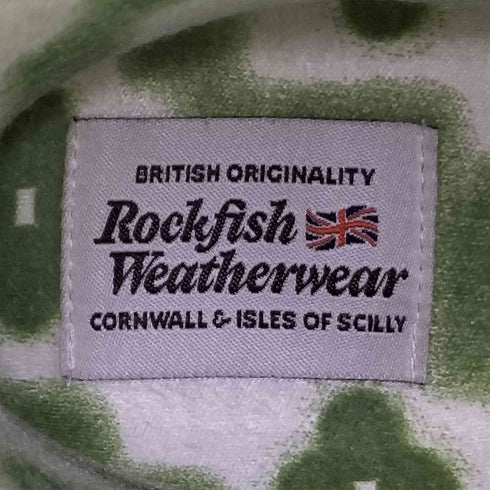 BRITISH ORIGINALITY
Rockfish
Weatherwear
CORNWALL & ISLES OF SCILLY